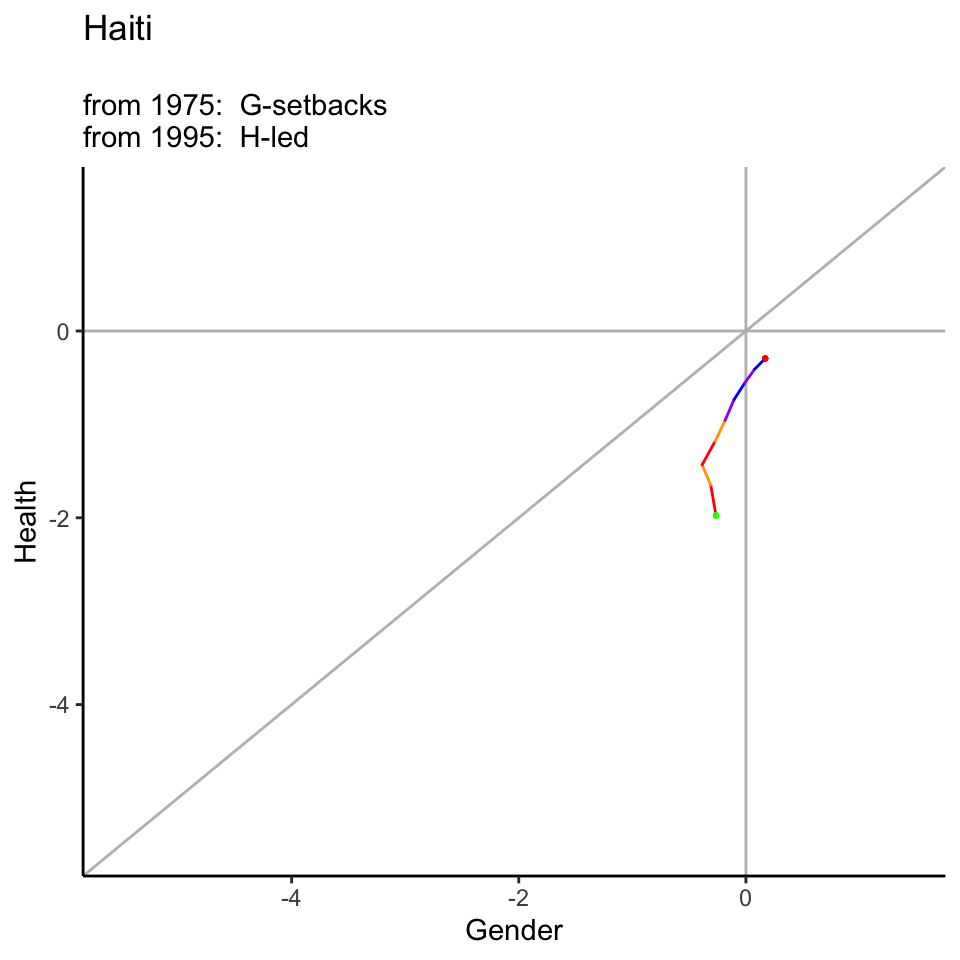 Haiti
from 1975:  G-setbacks
from 1995:  H-led
Health
0
-2
-4
-4
-2
0
Gender